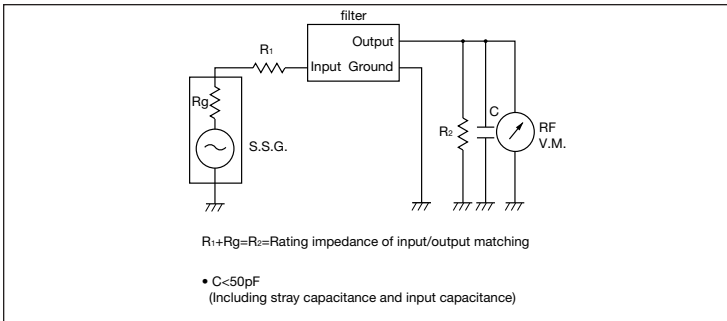 filter
Output
R₁
Input Ground
Rg
C
R₂
RF
V.M.
S.S.G.
R₁+Rg=R₂=Rating impedance of input/output matching
• C<50pF
(Including stray capacitance and input capacitance)